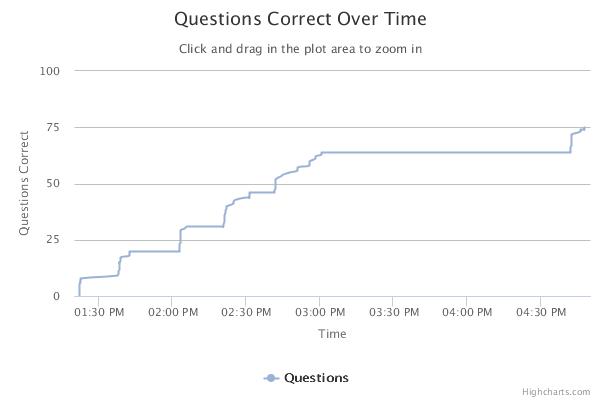 Questions Correct Over Time
Click and drag in the plot area to zoom in
100
75
50
25
0
Questions Correct
01:30 PM 02:00 PM 02:30 PM 03:00 PM 03:30 PM 04:00 PM 04:30 PM
Time
Questions
Highcharts.com